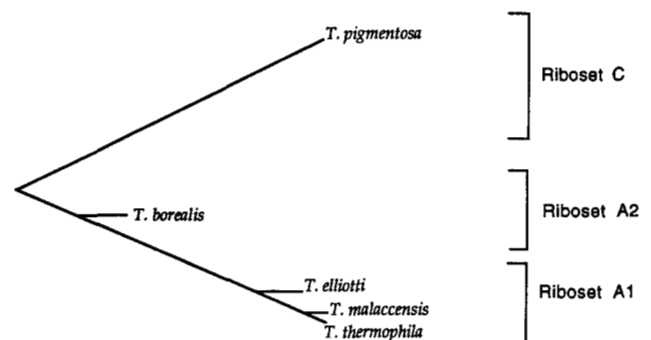 T. pigmentosa
Riboset C
T. borealis
Riboset A2
T. elliotti
Riboset A1
T. malaccensis
T. thermophila